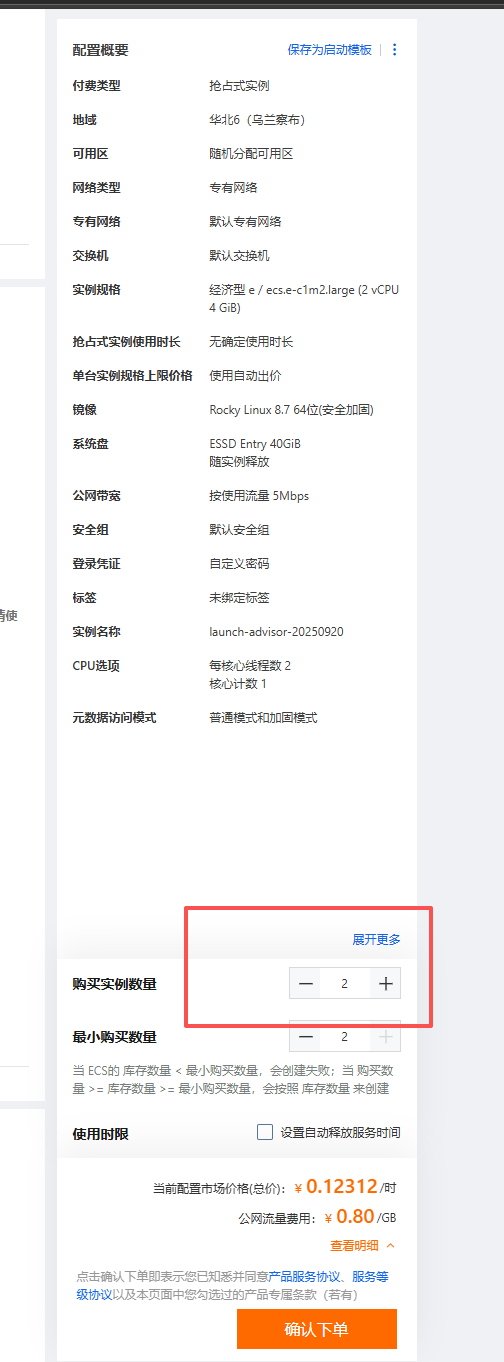 配置概要 保存为启动模板
付费类型 抢占式实例
地域 华北6（乌兰察布）
可用区 随机分配可用区
网络类型 专有网络
专有网络 默认专有网络
交换机 默认交换机
实例规格 经济型 e / ecs.e-c1m2.large (2 vCPU
4 GiB)
抢占式实例使用时长 无确定使用时长
单台实例规格上限价格 使用自动出价
镜像 Rocky Linux 8.7 64位(安全加固)
系统盘 ESSD Entry 40GiB
随实例释放
公网带宽 按使用流量 5Mbps
安全组 默认安全组
登录凭证 自定义密码
标签 未绑定标签
使
实例名称 launch-advisor-20250920
CPU选项 每核心线程数 2
核心计数 1
元数据访问模式 普通模式和加固模式
展开更多
购买实例数量 2
最小购买数量 2
当 ECS的 库存数量 < 最小购买数量，会创建失败；当 购买数
量 >= 库存数量 >= 最小购买数量，会按照 库存数量 来创建
使用时限 设置自动释放服务时间
当前配置市场价格(总价)： ¥ 0.12312 /时
公网流量费用： ¥ 0.80 /GB
查看明细
点击确认下单即表示您已知悉并同意产品服务协议、服务等
级协议以及本页面中您勾选过的产品专属条款（若有）
确认下单